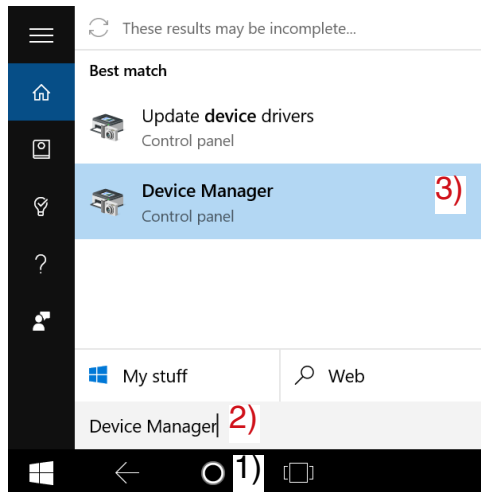 These results may be incomplete...
Best match
Update device drivers
Control panel
Device Manager
Control panel
3)
?
My stuff
Web
Device Manager
2)
1)